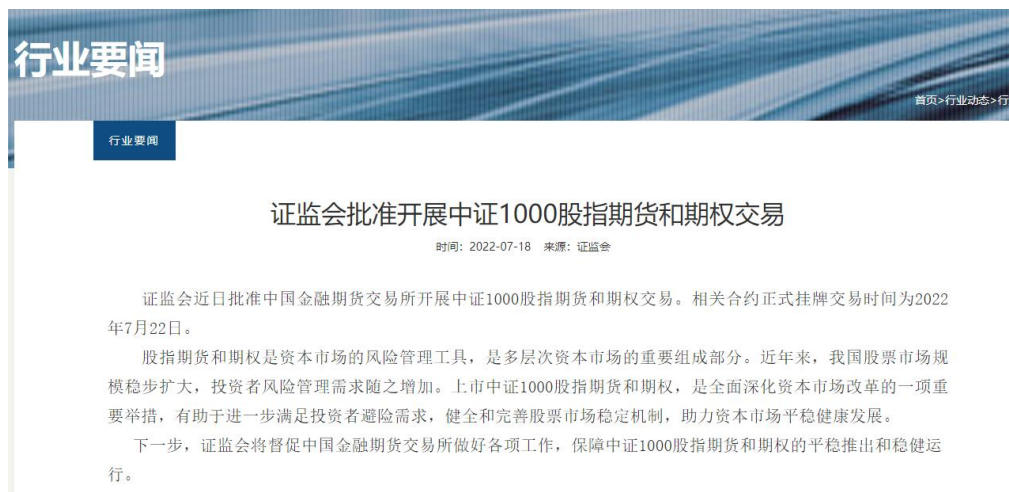 行业要闻
首页>行业动态>行
行业要闻
证监会批准开展中证1000股指期货和期权交易
时间：2022-07-18 来源：证监会
证监会近日批准中国金融期货交易所开展中证1000股指期货和期权交易。相关合约正式挂牌交易时间为2022
年7月22日。
股指期货和期权是资本市场的风险管理工具，是多层次资本市场的重要组成部分。近年来，我国股票市场规
模稳步扩大，投资者风险管理需求随之增加。上市中证1000股指期货和期权，是全面深化资本市场改革的一项重
要举措，有助于进一步满足投资者避险需求，健全和完善股票市场稳定机制，助力资本市场平稳健康发展。
下一步，证监会将督促中国金融期货交易所做好各项工作，保障中证1000股指期货和期权的平稳推出和稳健运
行。